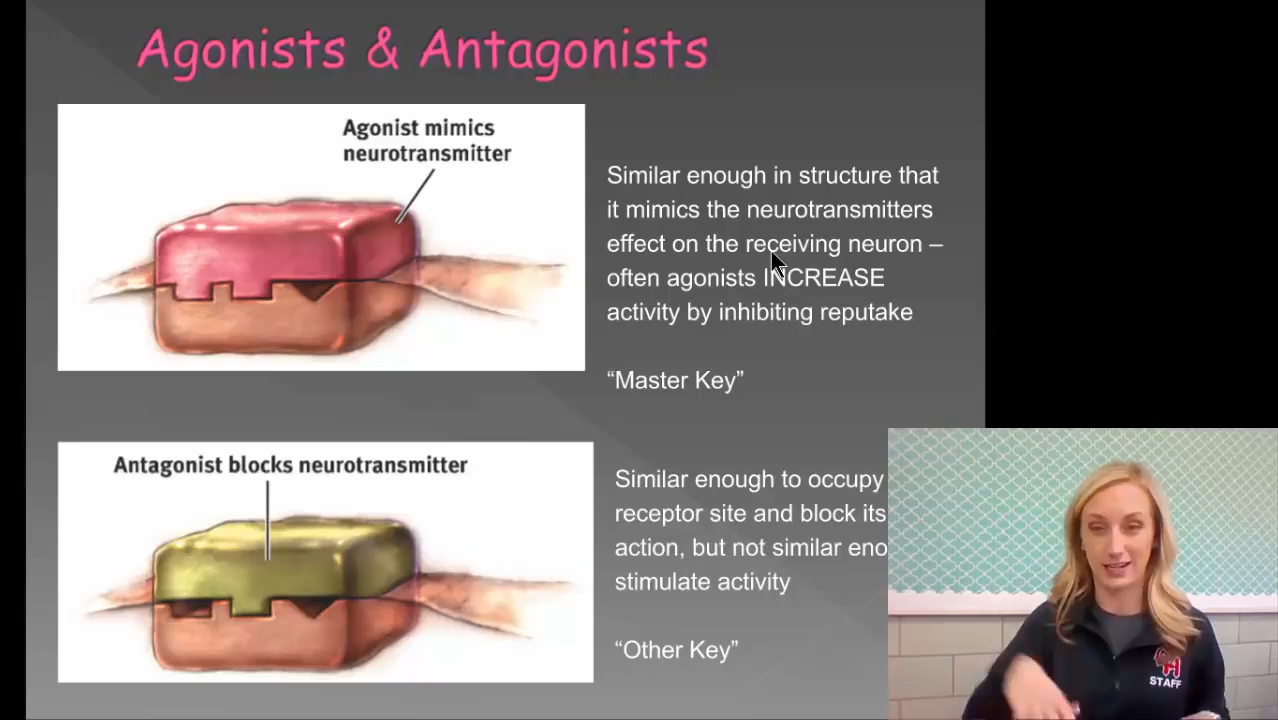 Agonists & Antagonists
Agonist mimics
neurotransmitter
Similar enough in structure that
it mimics the neurotransmitters
effect on the receiving neuron –
often agonists INCREASE
activity by inhibiting reputake
“Master Key”
Antagonist blocks neurotransmitter
Similar enough to occupy
receptor site and block its
action, but not similar eno
stimulate activity
“Other Key”
STAFF